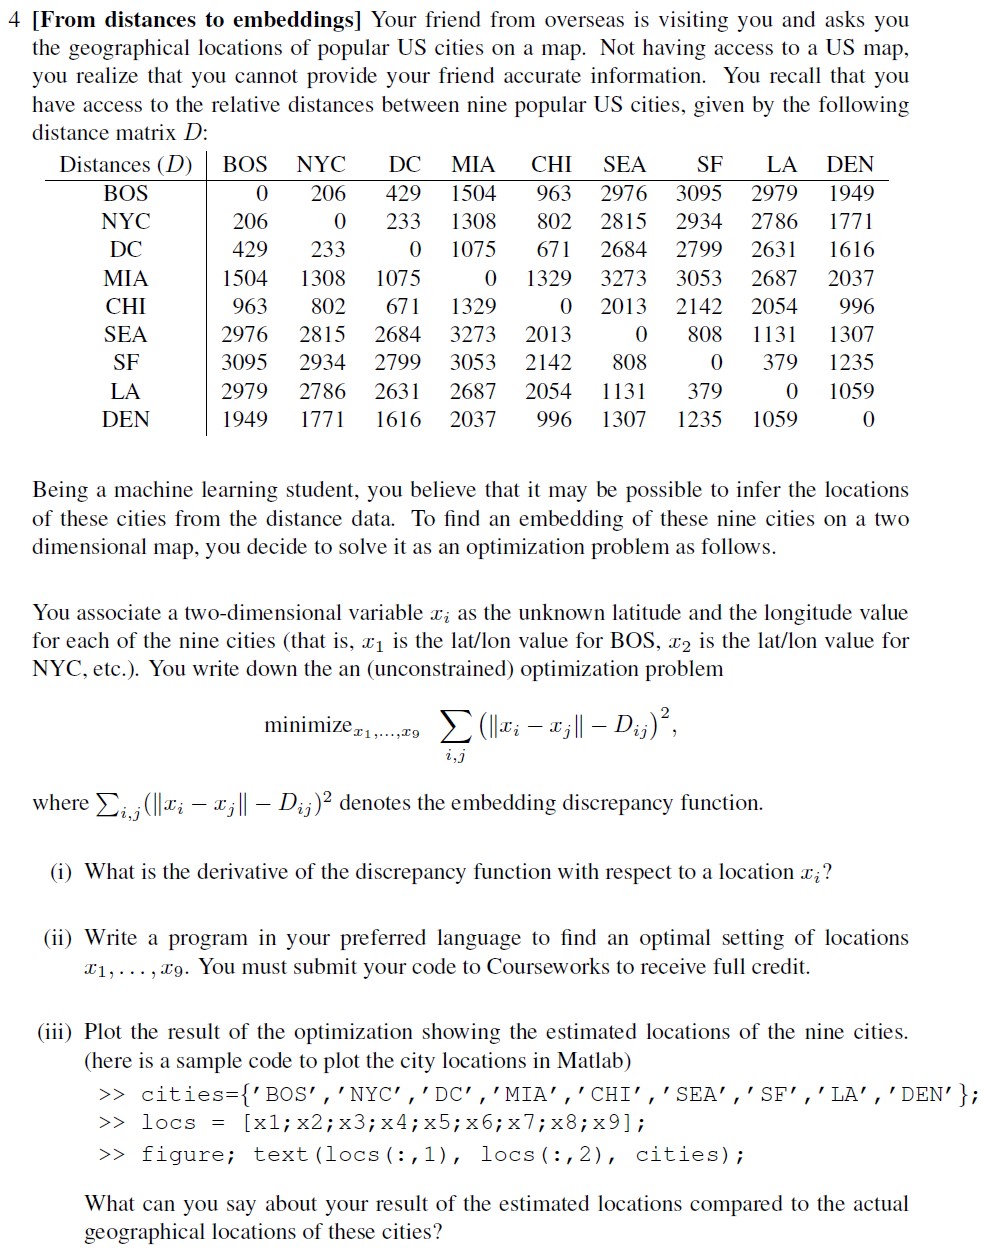 4 [From distances to embeddings] Your friend from overseas is visiting you and asks you
the geographical locations of popular US cities on a map. Not having access to a US map,
you realize that you cannot provide your friend accurate information. You recall that you
have access to the relative distances between nine popular US cities, given by the following
distance matrix D:
Distances (D) BOS NYC DC MIA CHI SEA SF LA DEN
BOS 0 206 429 1504 963 2976 3095 2979 1949
NYC 206 0 233 1308 802 2815 2934 2786 1771
DC 429 233 0 1075 671 2684 2799 2631 1616
MIA 1504 1308 1075 0 1329 3273 3053 2687 2037
CHI 963 802 671 1329 0 2013 2142 2054 996
SEA 2976 2815 2684 3273 2013 0 808 1131 1307
SF 3095 2934 2799 3053 2142 808 0 379 1235
LA 2979 2786 2631 2687 2054 1131 379 0 1059
DEN 1949 1771 1616 2037 996 1307 1235 1059 0
Being a machine learning student, you believe that it may be possible to infer the locations
of these cities from the distance data. To find an embedding of these nine cities on a two
dimensional map, you decide to solve it as an optimization problem as follows.
You associate a two-dimensional variable x_i as the unknown latitude and the longitude value
for each of the nine cities (that is, x_1 is the lat/lon value for BOS, x_2 is the lat/lon value for
NYC, etc.). You write down the an (unconstrained) optimization problem
minimize_{x_1,...,x_9} ∑_{i,j} (‖x_i − x_j‖ − D_{ij})^2,
where ∑_{i,j}(‖x_i − x_j‖ − D_{ij})^2 denotes the embedding discrepancy function.
(i) What is the derivative of the discrepancy function with respect to a location x_i?
(ii) Write a program in your preferred language to find an optimal setting of locations
x_1, . . . , x_9. You must submit your code to Courseworks to receive full credit.
(iii) Plot the result of the optimization showing the estimated locations of the nine cities.
(here is a sample code to plot the city locations in Matlab)
>> cities={'BOS','NYC','DC','MIA','CHI','SEA','SF','LA','DEN'};
>> locs = [x1;x2;x3;x4;x5;x6;x7;x8;x9];
>> figure; text(locs(:,1), locs(:,2), cities);
What can you say about your result of the estimated locations compared to the actual
geographical locations of these cities?